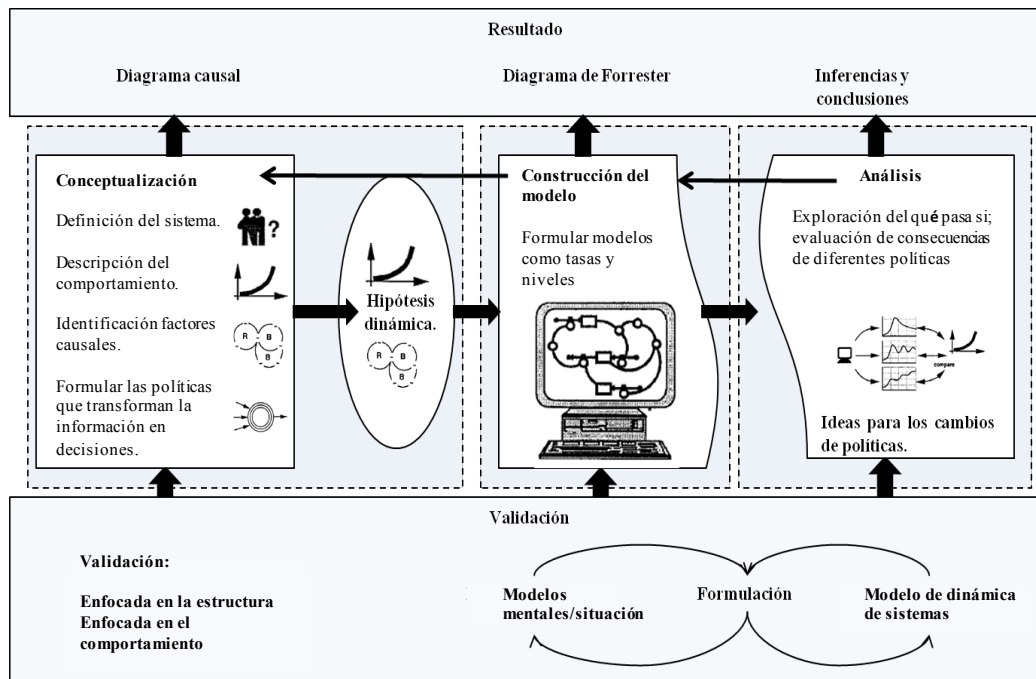 Resultado
Diagrama causal
Diagrama de Forrester
Inferencias y
conclusiones
Conceptualización
Definición del sistema.
?
Descripción del
comportamiento.
Identificación factores
causales.
R B
B
Formular las políticas
que transforman la
información en
decisiones.
Hipótesis
dinámica.
R B
B
Construcción del
modelo
Formular modelos
como tasas y
niveles
Análisis
Exploración del qué pasa si;
evaluación de consecuencias
de diferentes políticas
compare
Ideas para los cambios
de políticas.
Validación
Validación:
Enfocada en la estructura
Enfocada en el
comportamiento
Modelos
mentales/situación
Formulación
Modelo de dinámica
de sistemas